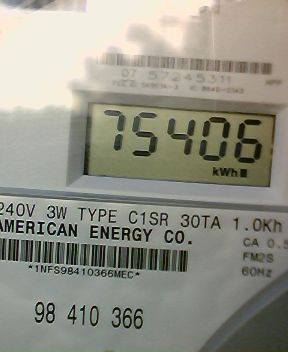 07 57245311
75406
kWh
240V 3W TYPE C1SR 30TA 1.0Kh
AMERICAN ENERGY CO.
CA 0.5
*1NFS98410366MEC*
FM2S
60Hz
98 410 366